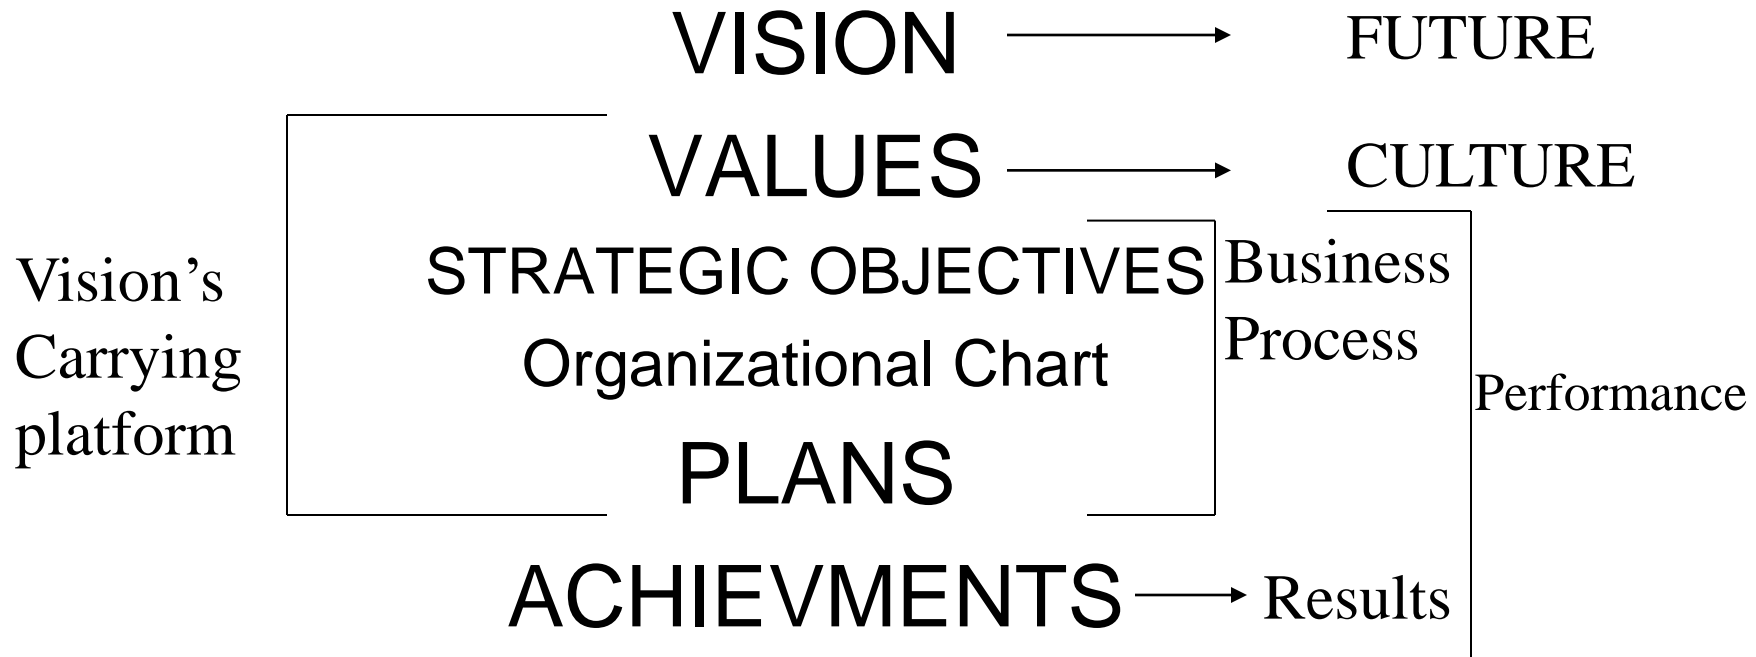 VISION FUTURE
VALUES CULTURE
STRATEGIC OBJECTIVES
Organizational Chart
PLANS
ACHIEVMENTS Results
Vision’s
Carrying
platform
Business
Process
Performance